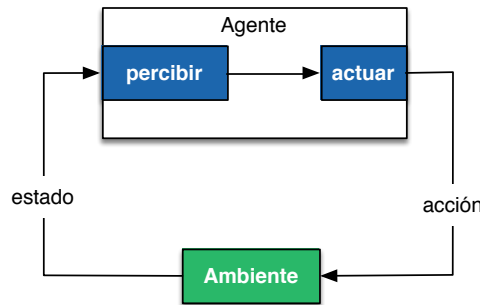 Agente
percibir
actuar
estado
acción
Ambiente